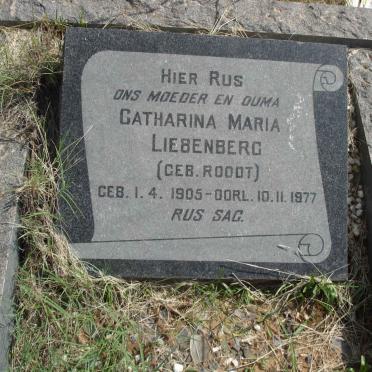 HIER RUS
ONS MOEDER EN OUMA
CATHARINA MARIA
LIEBENBERG
(GEB. ROODT)
GEB. 1. 4. 1905 - OORL. 10. 11. 1977
RUS SAG.